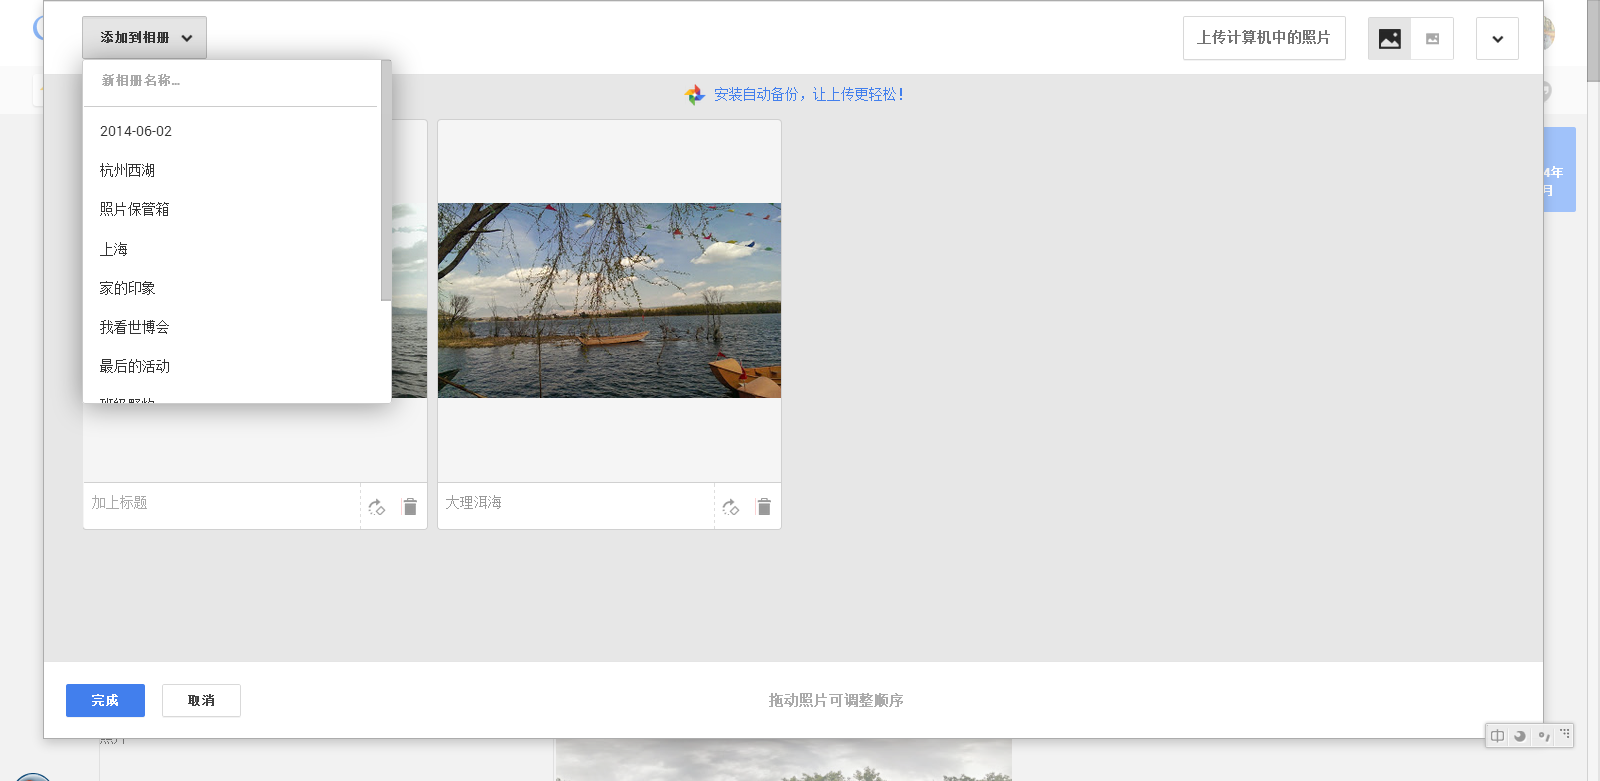 添加到相册
上传计算机中的照片
新相册名称...
安装自动备份，让上传更轻松！
2014-06-02
杭州西湖
照片保管箱
上海
家的印象
我看世博会
最后的活动
4年
月
加上标题
大理洱海
完成
取消
拖动照片可调整顺序
中